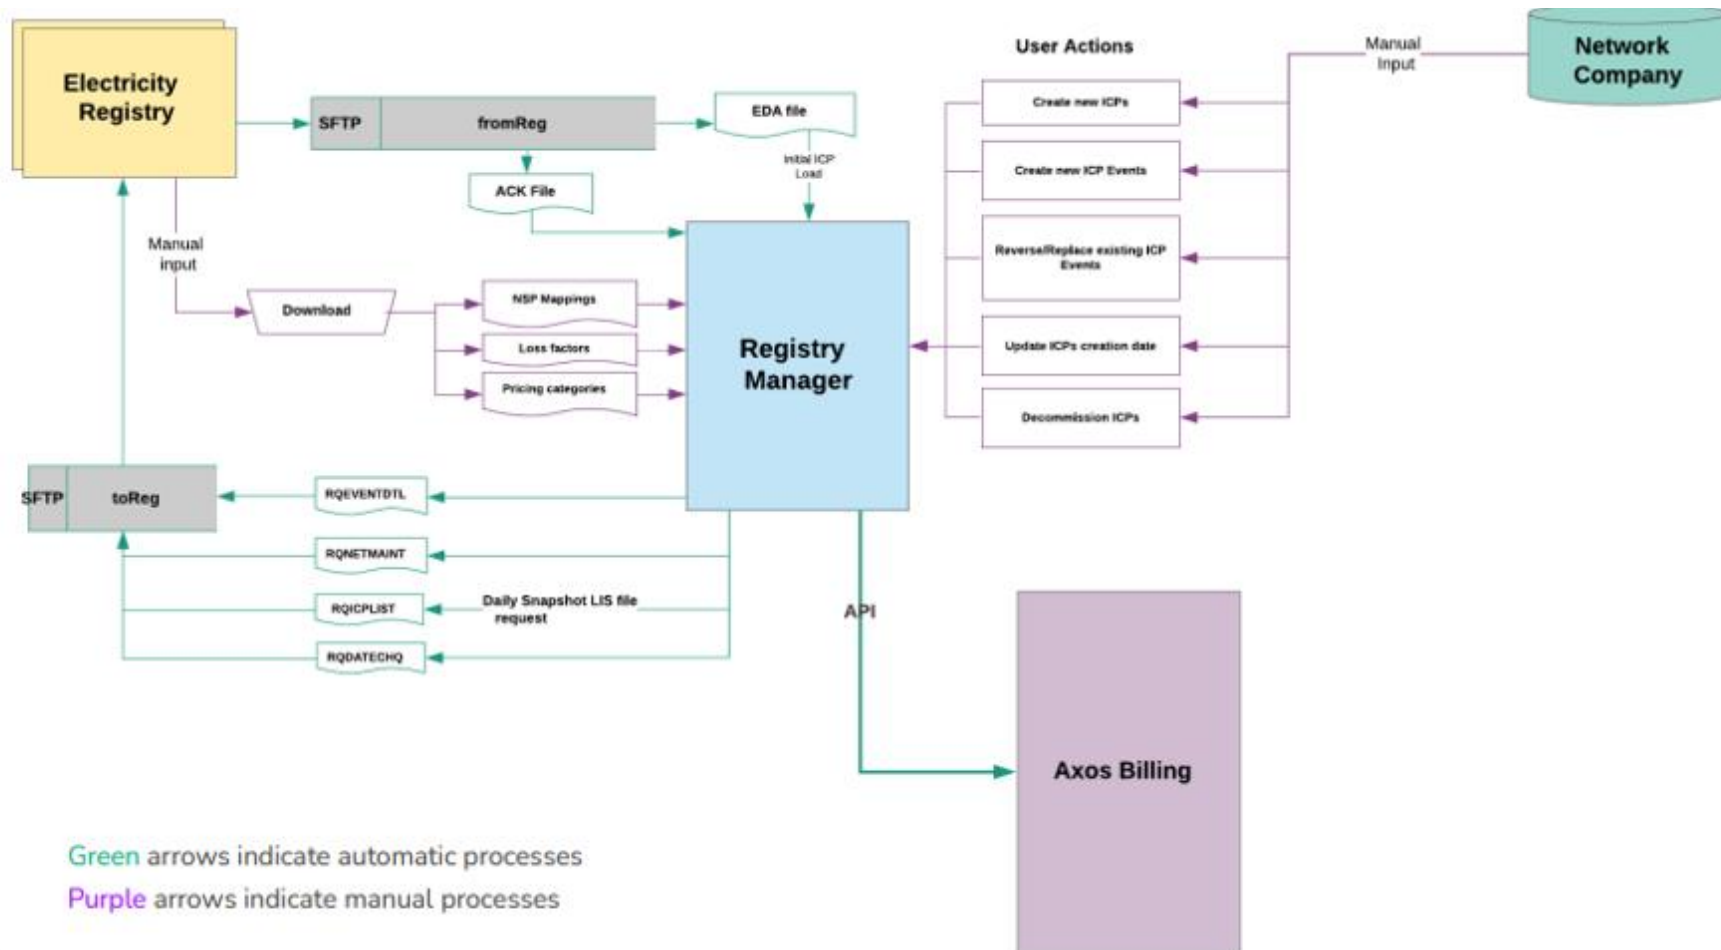 Electricity
Registry
SFTP
fromReg
EDA file
Initial ICP
Load
ACK File
User Actions
Create new ICPs
Create new ICP Events
Reverse/Replace existing ICP
Events
Update ICPs creation date
Decommission ICPs
Manual
Input
Network
Company
Manual
input
Download
NSP Mappings
Loss factors
Pricing categories
Registry
Manager
SFTP
toReg
RQEVENTDTL
RQNETMAINT
RQICPLIST
Daily Snapshot LIS file
request
RQDATECHQ
API
Axos Billing
Green arrows indicate automatic processes
Purple arrows indicate manual processes